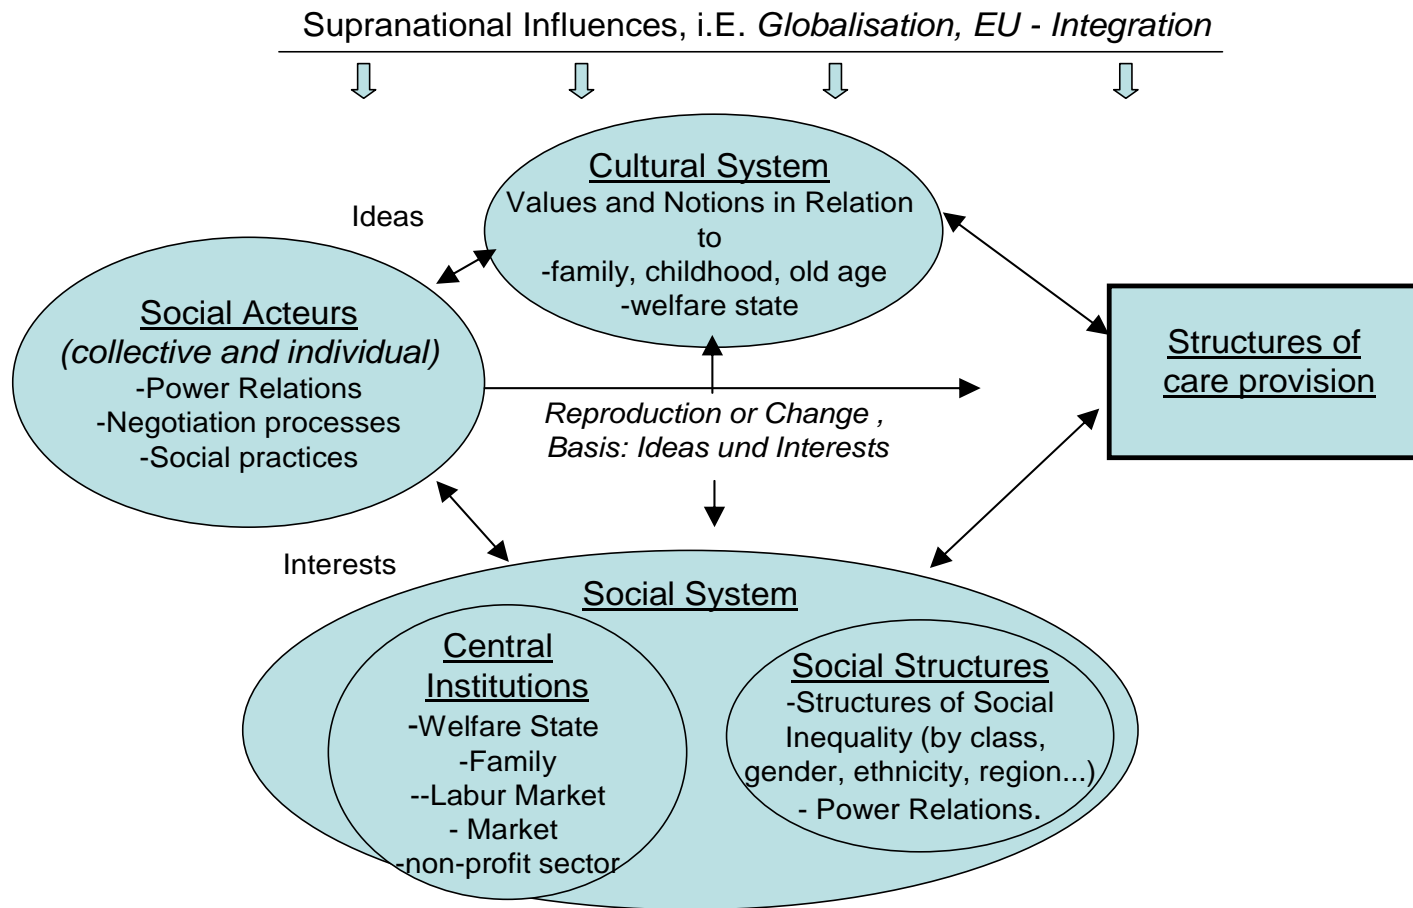 Supranational Influences, i.E. Globalisation, EU - Integration
Cultural System
Values and Notions in Relation
to
-family, childhood, old age
-welfare state
Ideas
Social Acteurs
(collective and individual)
-Power Relations
-Negotiation processes
-Social practices
Structures of
care provision
Reproduction or Change ,
Basis: Ideas und Interests
Interests
Social System
Central
Institutions
-Welfare State
-Family
--Labur Market
- Market
-non-profit sector
Social Structures
-Structures of Social
Inequality (by class,
gender, ethnicity, region...)
- Power Relations.